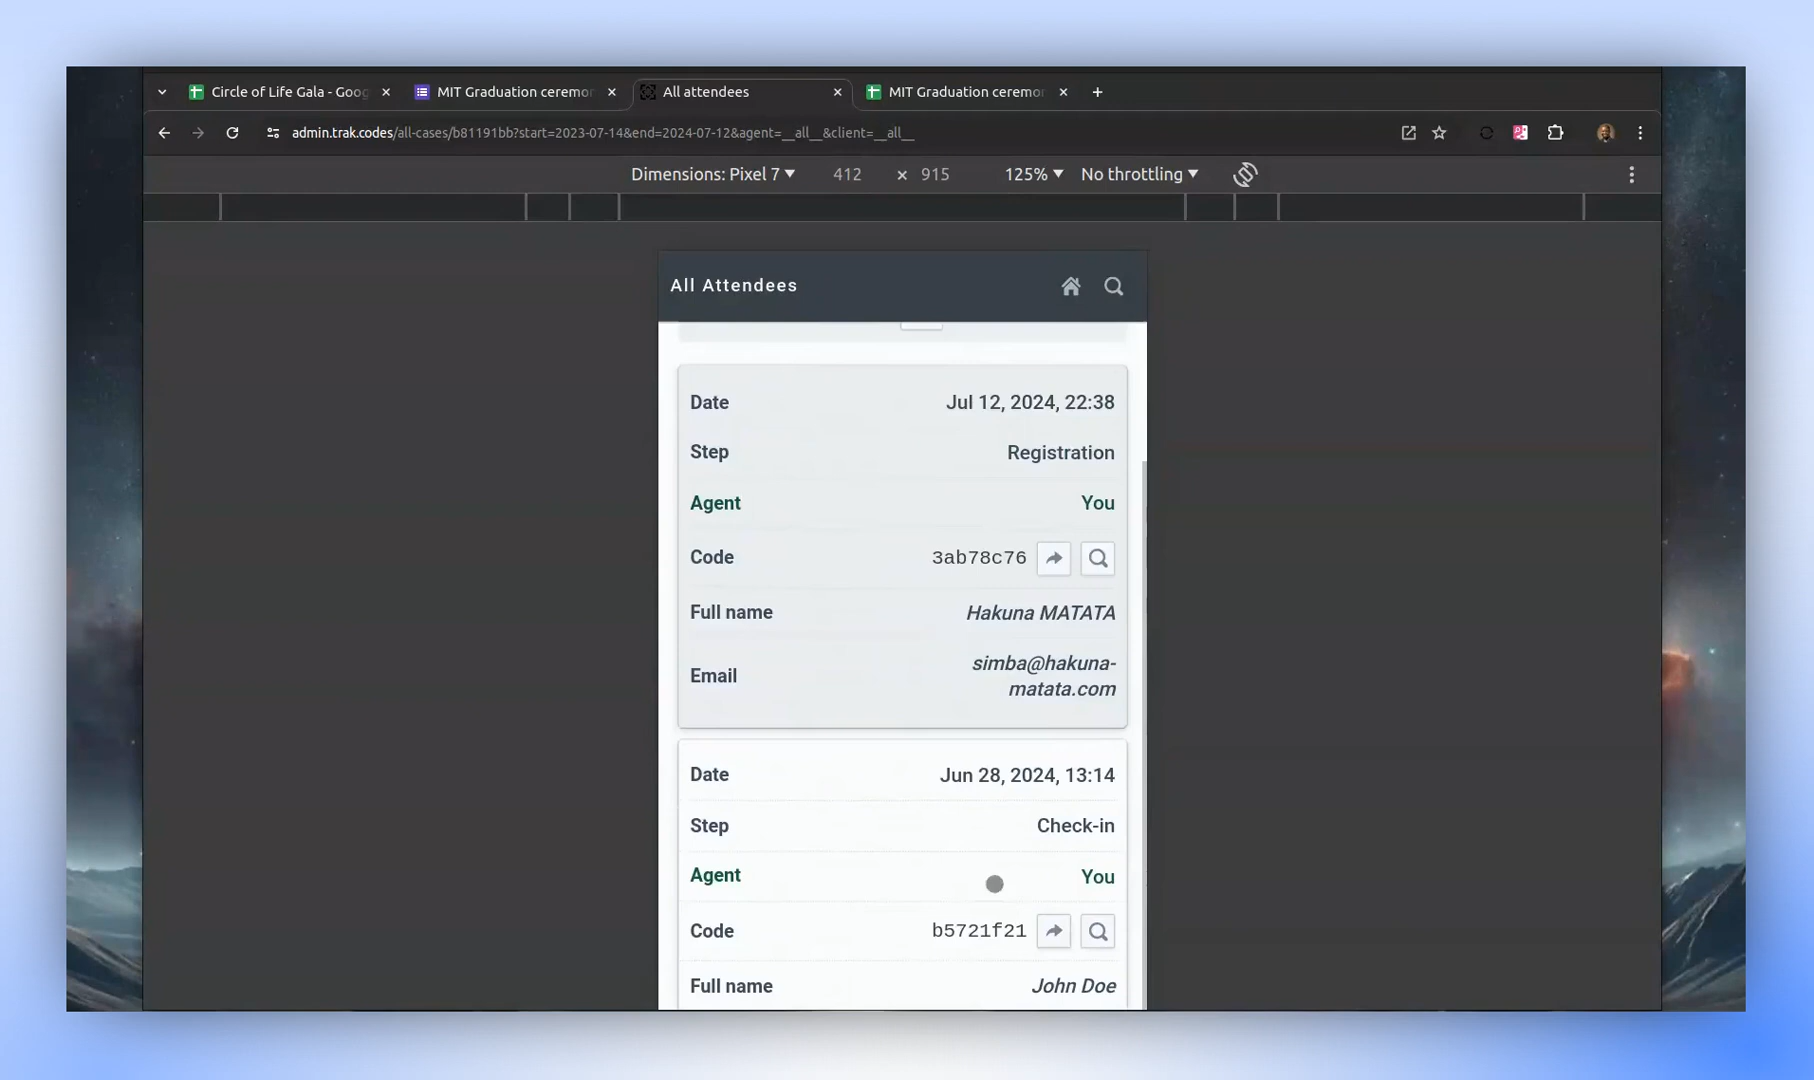 Circle of Life Gala - Goog
MIT Graduation ceremor
All attendees
MIT Graduation ceremor
admin.trak.codes/all-cases/b81191bb?start=2023-07-14&end=2024-07-12&agent=__all__&client=__all__
Dimensions: Pixel 7 412 × 915 125% No throttling
All Attendees
Date Jul 12, 2024, 22:38
Step Registration
Agent You
Code 3ab78c76
Full name Hakuna MATATA
Email simba@hakuna-
matata.com
Date Jun 28, 2024, 13:14
Step Check-in
Agent You
Code b5721f21
Full name John Doe